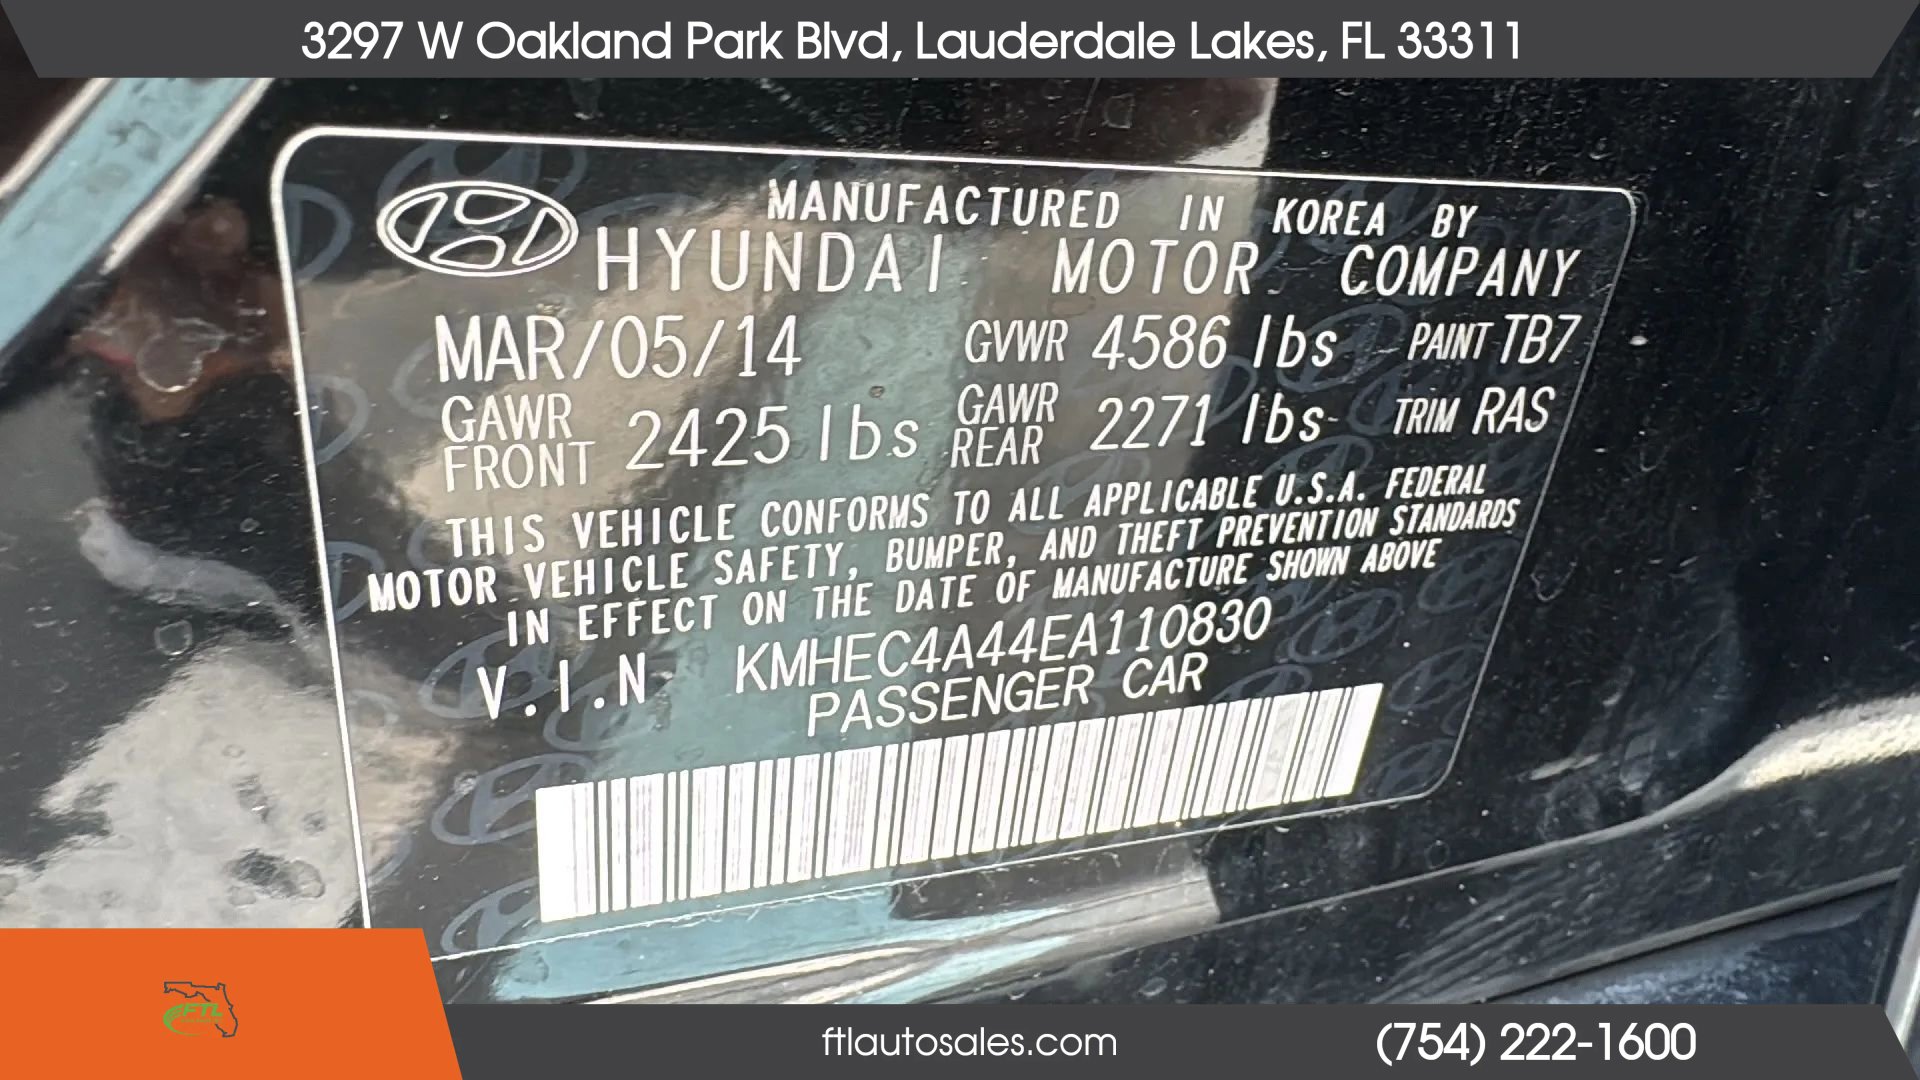 3297 W Oakland Park Blvd, Lauderdale Lakes, FL 33311
MANUFACTURED IN KOREA BY
HYUNDAI MOTOR COMPANY
MAR/05/14 GVWR 4586 lbs PAINT TB7
GAWR FRONT 2425 lbs GAWR REAR 2271 lbs TRIM RAS
THIS VEHICLE CONFORMS TO ALL APPLICABLE U.S.A. FEDERAL
MOTOR VEHICLE SAFETY, BUMPER, AND THEFT PREVENTION STANDARDS
IN EFFECT ON THE DATE OF MANUFACTURE SHOWN ABOVE
V.I.N KMHEC4A44EA110830
PASSENGER CAR
FTL
ftlautosales.com
(754) 222-1600